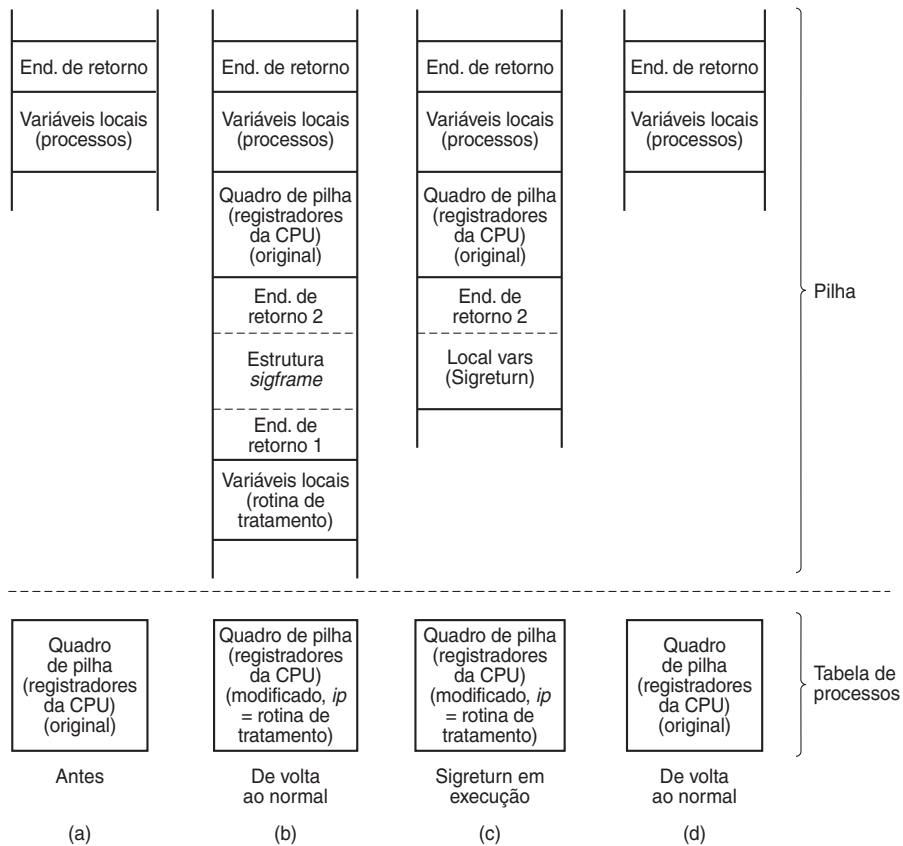 End. de retorno
Variáveis locais
(processos)
End. de retorno
Variáveis locais
(processos)
Quadro de pilha
(registradores
da CPU)
(original)
End. de
retorno 2
Estrutura
sigframe
End. de
retorno 1
Variáveis locais
(rotina de
tratamento)
End. de retorno
Variáveis locais
(processos)
Quadro de pilha
(registradores
da CPU)
(original)
End. de
retorno 2
Local vars
(Sigreturn)
End. de retorno
Variáveis locais
(processos)
Pilha
Quadro
de pilha
(registradores
da CPU)
(original)
Quadro de pilha
(registradores
da CPU)
(modificado, ip
= rotina de
tratamento)
Quadro de pilha
(registradores
da CPU)
(modificado, ip
= rotina de
tratamento)
Quadro
de pilha
(registradores
da CPU)
(original)
Tabela de
processos
Antes
De volta
ao normal
Sigreturn em
execução
De volta
ao normal
(a)
(b)
(c)
(d)